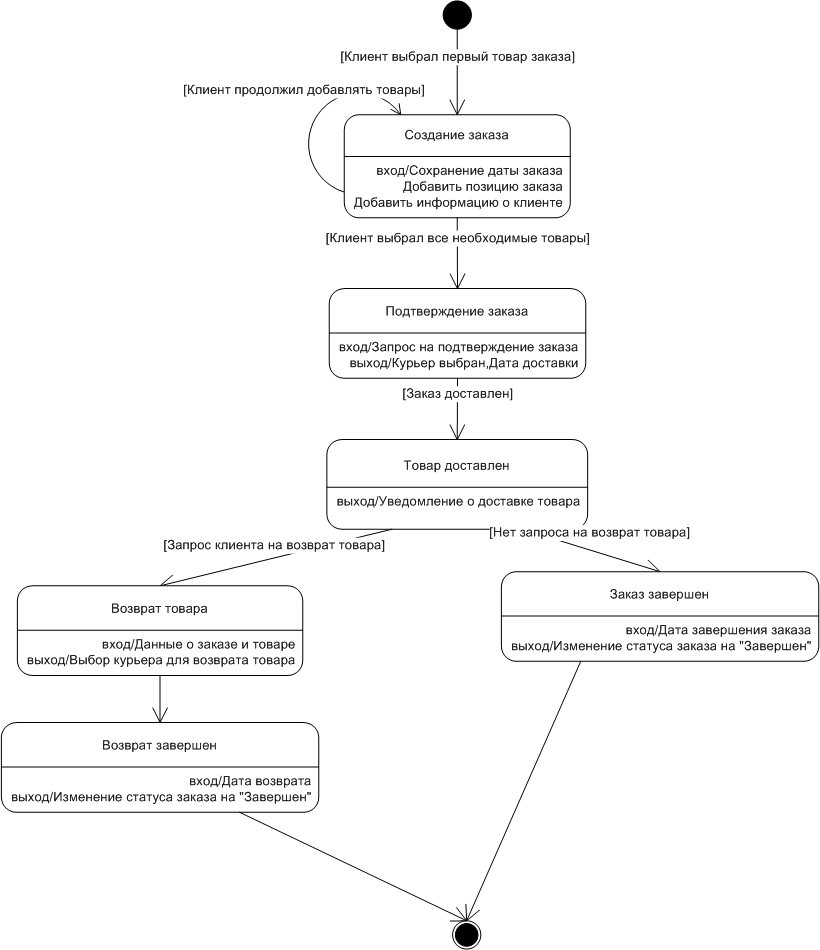 [Клиент выбрал первый товар заказа]
[Клиент продолжил добавлять товары]
Создание заказа
вход/Сохранение даты заказа
Добавить позицию заказа
Добавить информацию о клиенте
[Клиент выбрал все необходимые товары]
Подтверждение заказа
вход/Запрос на подтверждение заказа
выход/Курьер выбран,Дата доставки
[Заказ доставлен]
Товар доставлен
выход/Уведомление о доставке товара
[Запрос клиента на возврат товара]
[Нет запроса на возврат товара]
Возврат товара
вход/Данные о заказе и товаре
выход/Выбор курьера для возврата товара
Заказ завершен
вход/Дата завершения заказа
выход/Изменение статуса заказа на "Завершен"
Возврат завершен
вход/Дата возврата
выход/Изменение статуса заказа на "Завершен"